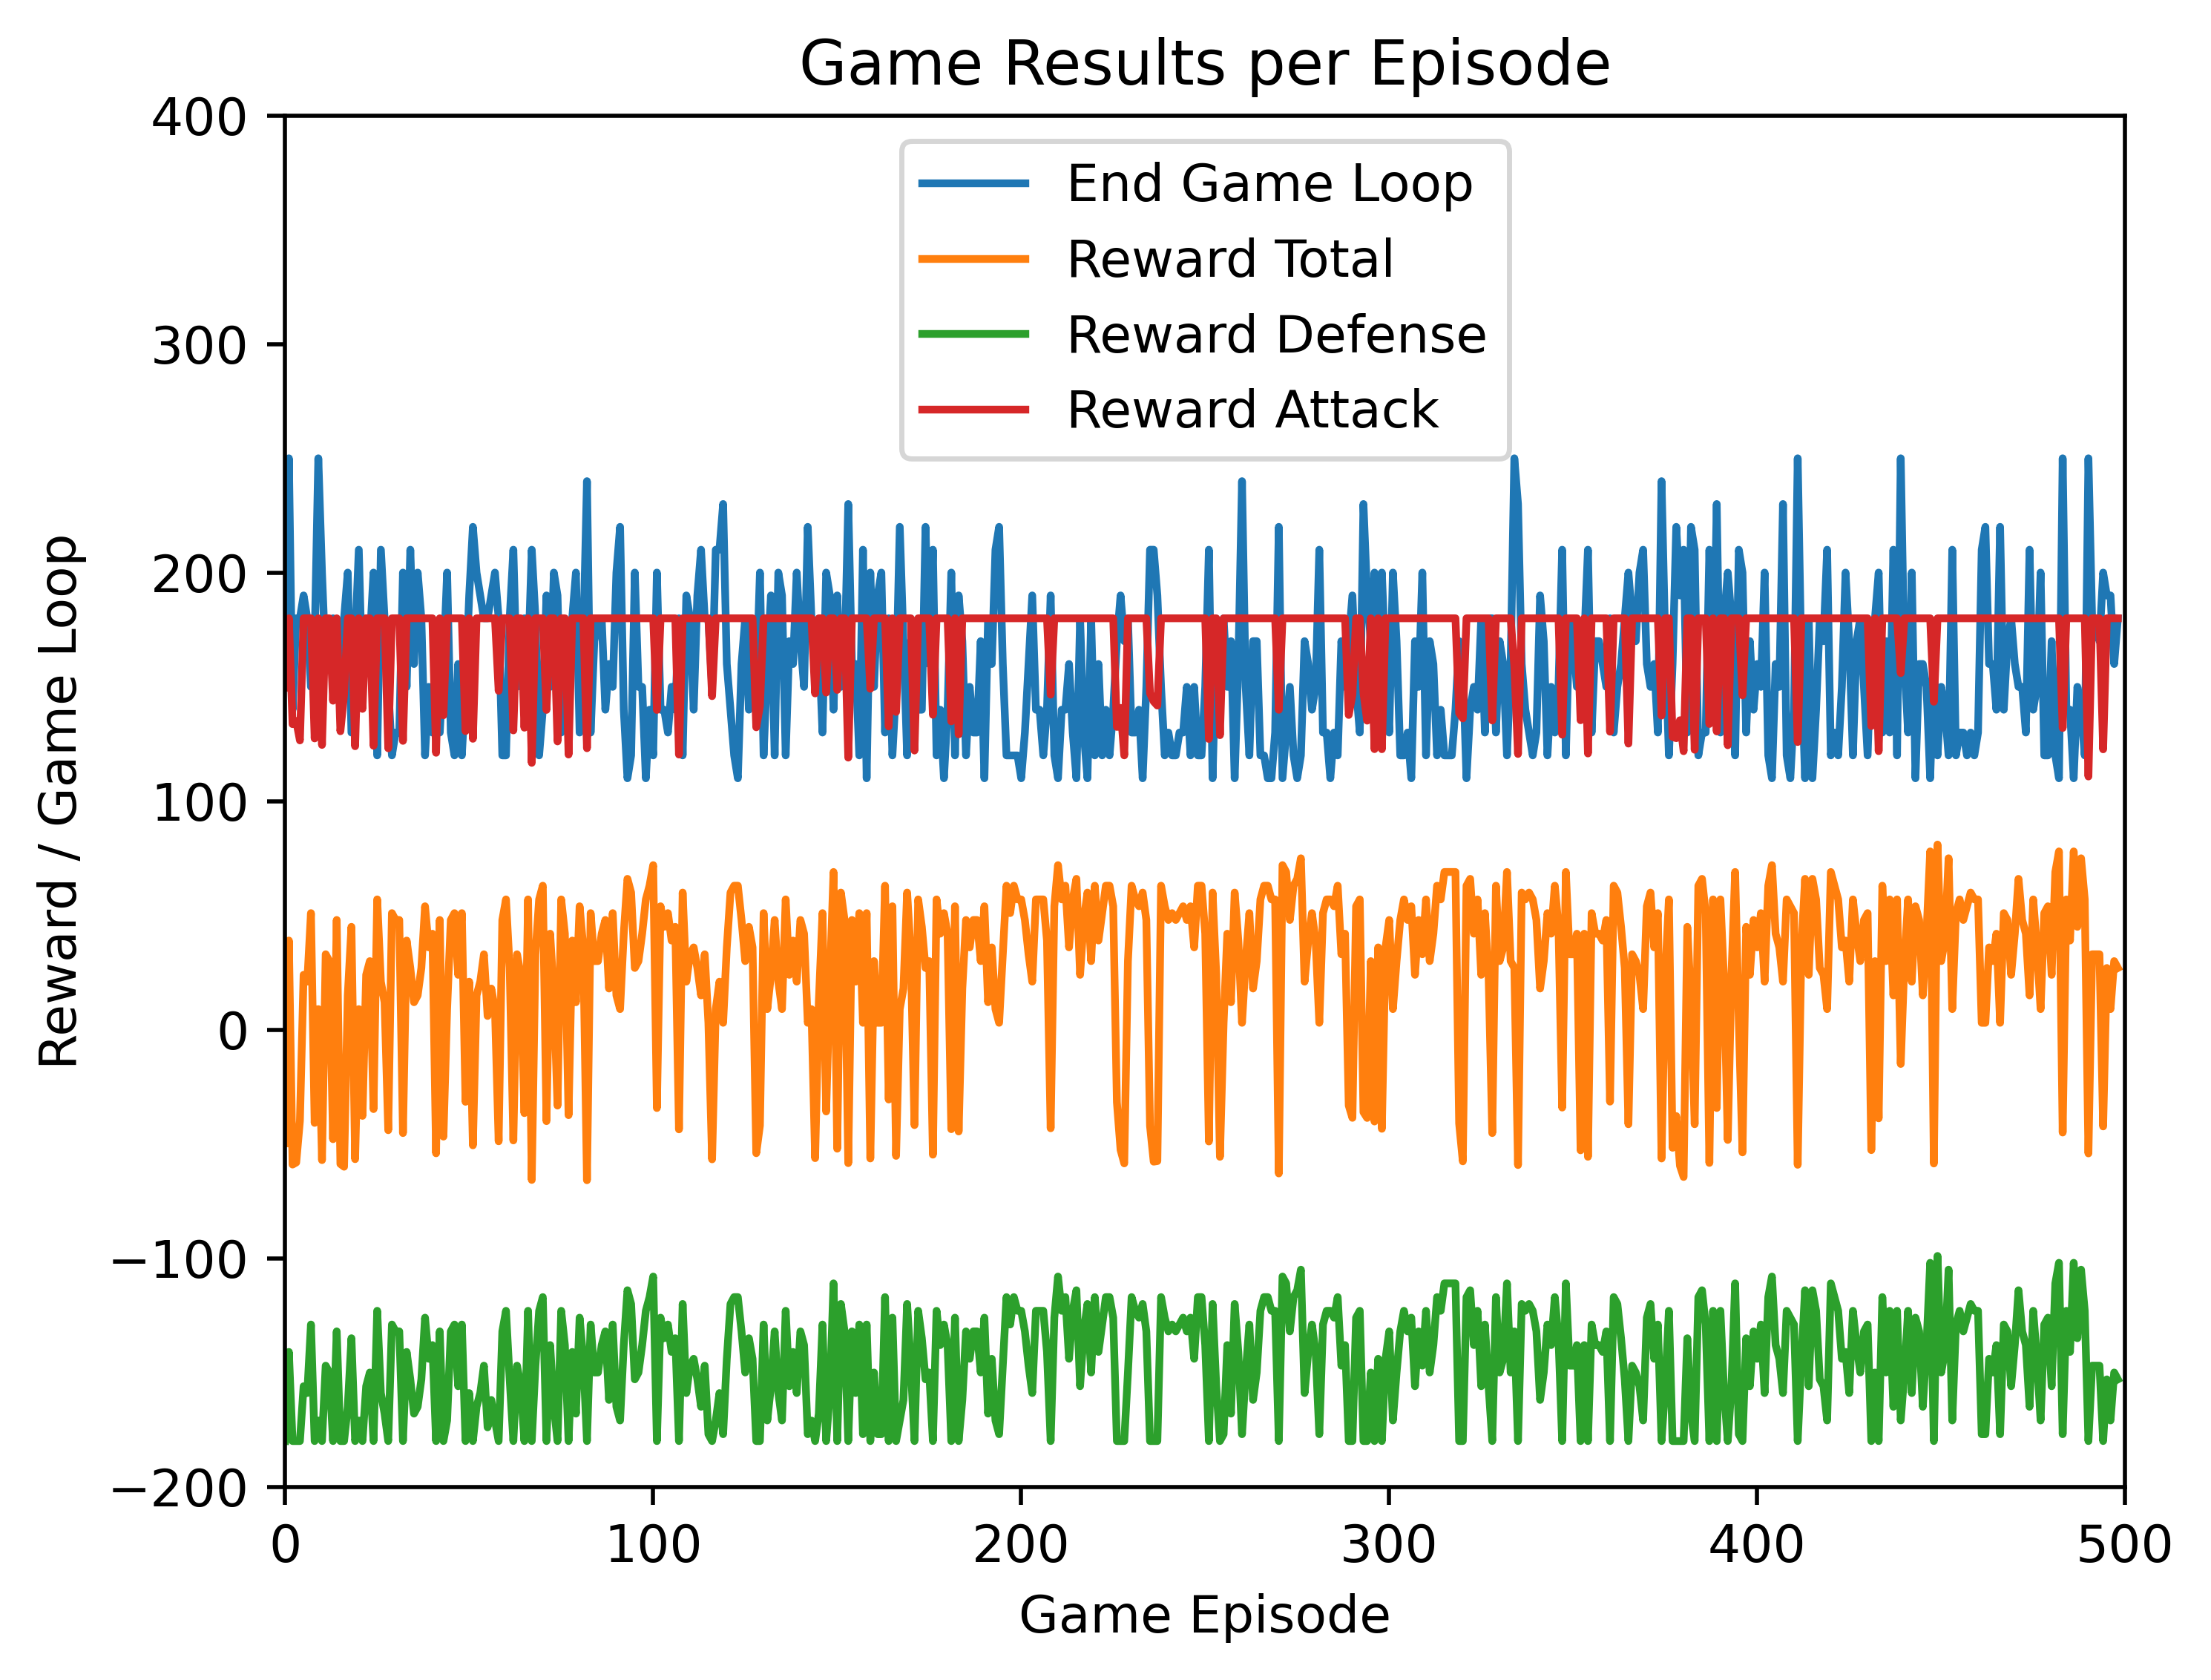 Game Results per Episode
400
300
200
100
0
−100
−200
Reward / Game Loop
End Game Loop
Reward Total
Reward Defense
Reward Attack
0 100 200 300 400 500
Game Episode